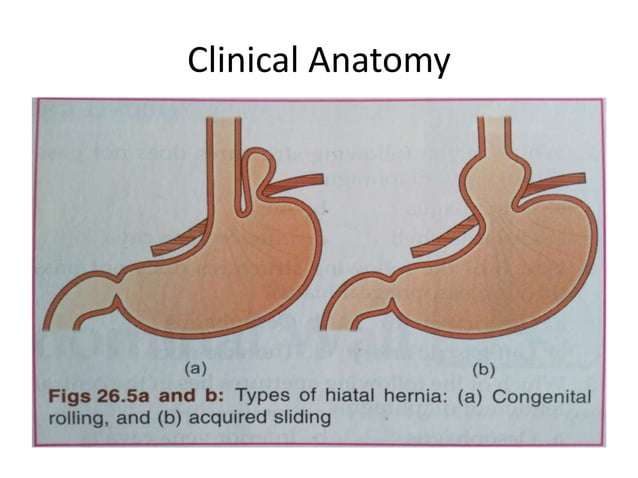 Clinical Anatomy
(a)
(b)
Figs 26.5a and b: Types of hiatal hernia: (a) Congenital
rolling, and (b) acquired sliding